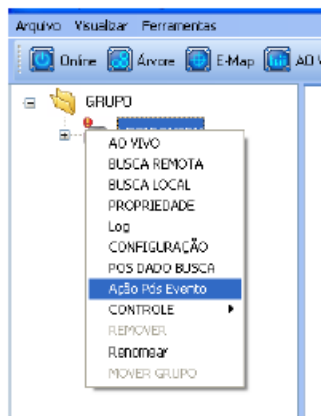 Arquivo Visualizar Ferramentas
Online Árvore E-Map AO V
GRUPO
AO VIVO
BUSCA REMOTA
BUSCA LOCAL
PROPRIEDADE
Log
CONFIGURAÇÃO
POS DADO BUSCA
Ação Pós Evento
CONTROLE
REMOVER
Renomear
MOVER GRUPO